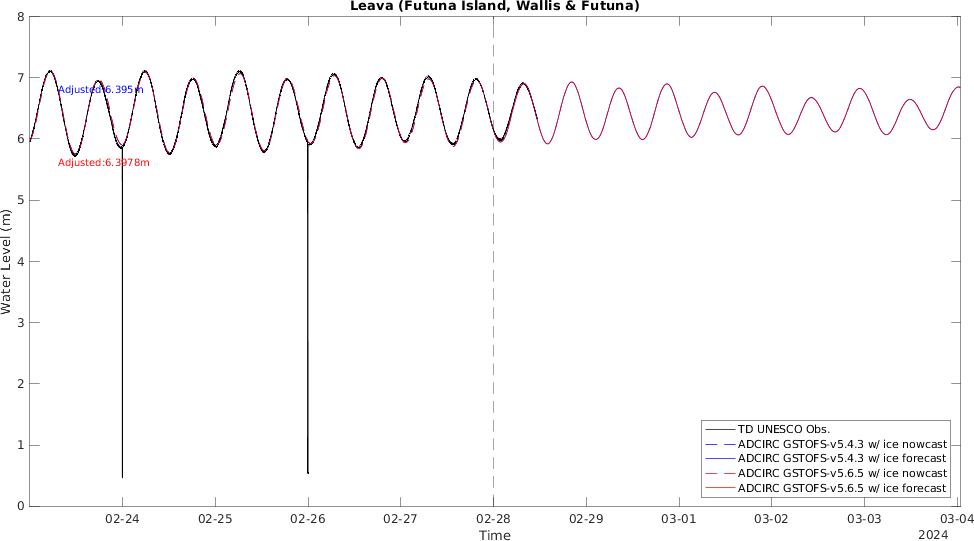 Leava (Futuna Island, Wallis & Futuna)
8
7
6
5
4
3
2
1
0
Water Level (m)
Adjusted:6.395m
Adjusted:6.3978m
TD UNESCO Obs.
ADCIRC GSTOFS-v5.4.3 w/ ice nowcast
ADCIRC GSTOFS-v5.4.3 w/ ice forecast
ADCIRC GSTOFS-v5.6.5 w/ ice nowcast
ADCIRC GSTOFS-v5.6.5 w/ ice forecast
02-24 02-25 02-26 02-27 02-28 02-29 03-01 03-02 03-03 03-04
Time
2024